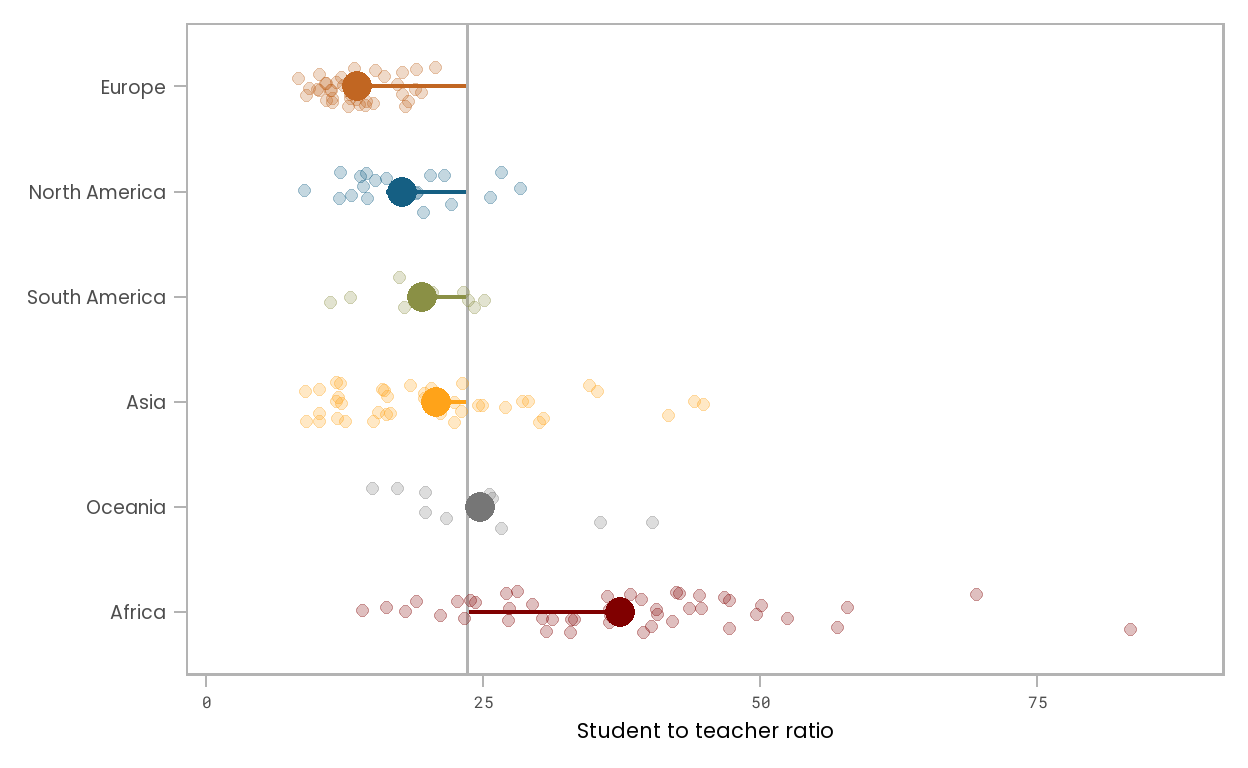 Europe
North America
South America
Asia
Oceania
Africa
0 25 50 75
Student to teacher ratio